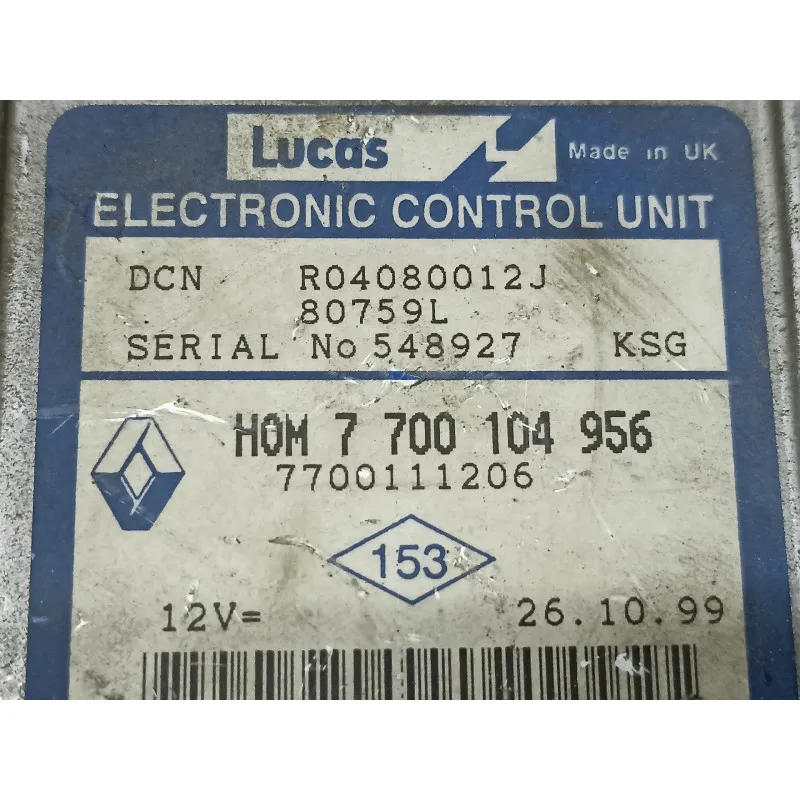 Lucas Made in UK
ELECTRONIC CONTROL UNIT
DCN R04080012J
80759L
SERIAL No 548927 KSG
HOM 7 700 104 956
7700111206
153
12V= 26.10.99